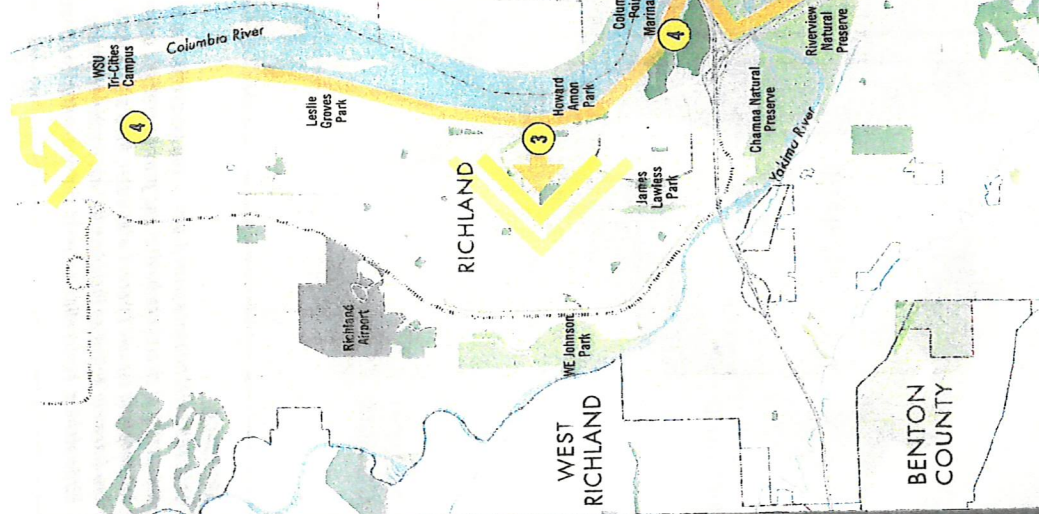 WEST
RICHLAND
BENTON
COUNTY
WE Johnson
Park
Richland
Airport
RICHLAND
James
Lawless
Park
Yakima River
Chamna Natural
Preserve
3
4
Leslie
Groves
Park
Howard
Amon
Park
WSU
Tri-Cities
Campus
Columbia River
4
Marina
Riverview
Natural
Preserve